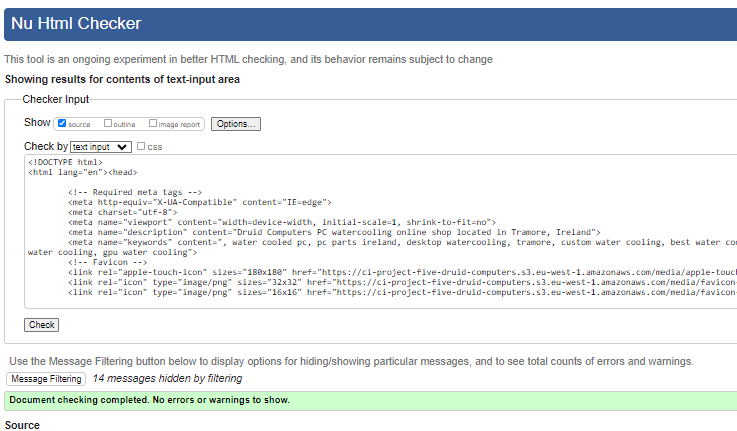 Nu Html Checker
This tool is an ongoing experiment in better HTML checking, and its behavior remains subject to change
Showing results for contents of text-input area
Checker Input
Show source outline image report Options...
Check by text input css
<!DOCTYPE html>
<html lang="en"><head>
<!-- Required meta tags -->
<meta http-equiv="X-UA-Compatible" content="IE=edge">
<meta charset="utf-8">
<meta name="viewport" content="width=device-width, initial-scale=1, shrink-to-fit=no">
<meta name="description" content="Druid Computers PC watercooling online shop located in Tramore, Ireland">
<meta name="keywords" content=", water cooled pc, pc parts ireland, desktop watercooling, tramore, custom water cooling, best water coo
water cooling, gpu water cooling">
<!-- Favicon -->
<link rel="apple-touch-icon" sizes="180x180" href="https://ci-project-five-druid-computers.s3.eu-west-1.amazonaws.com/media/apple-touch
<link rel="icon" type="image/png" sizes="32x32" href="https://ci-project-five-druid-computers.s3.eu-west-1.amazonaws.com/media/favicon-
<link rel="icon" type="image/png" sizes="16x16" href="https://ci-project-five-druid-computers.s3.eu-west-1.amazonaws.com/media/favicon-
Check
Use the Message Filtering button below to display options for hiding/showing particular messages, and to see total counts of errors and warnings.
Message Filtering 14 messages hidden by filtering
Document checking completed. No errors or warnings to show.
Source